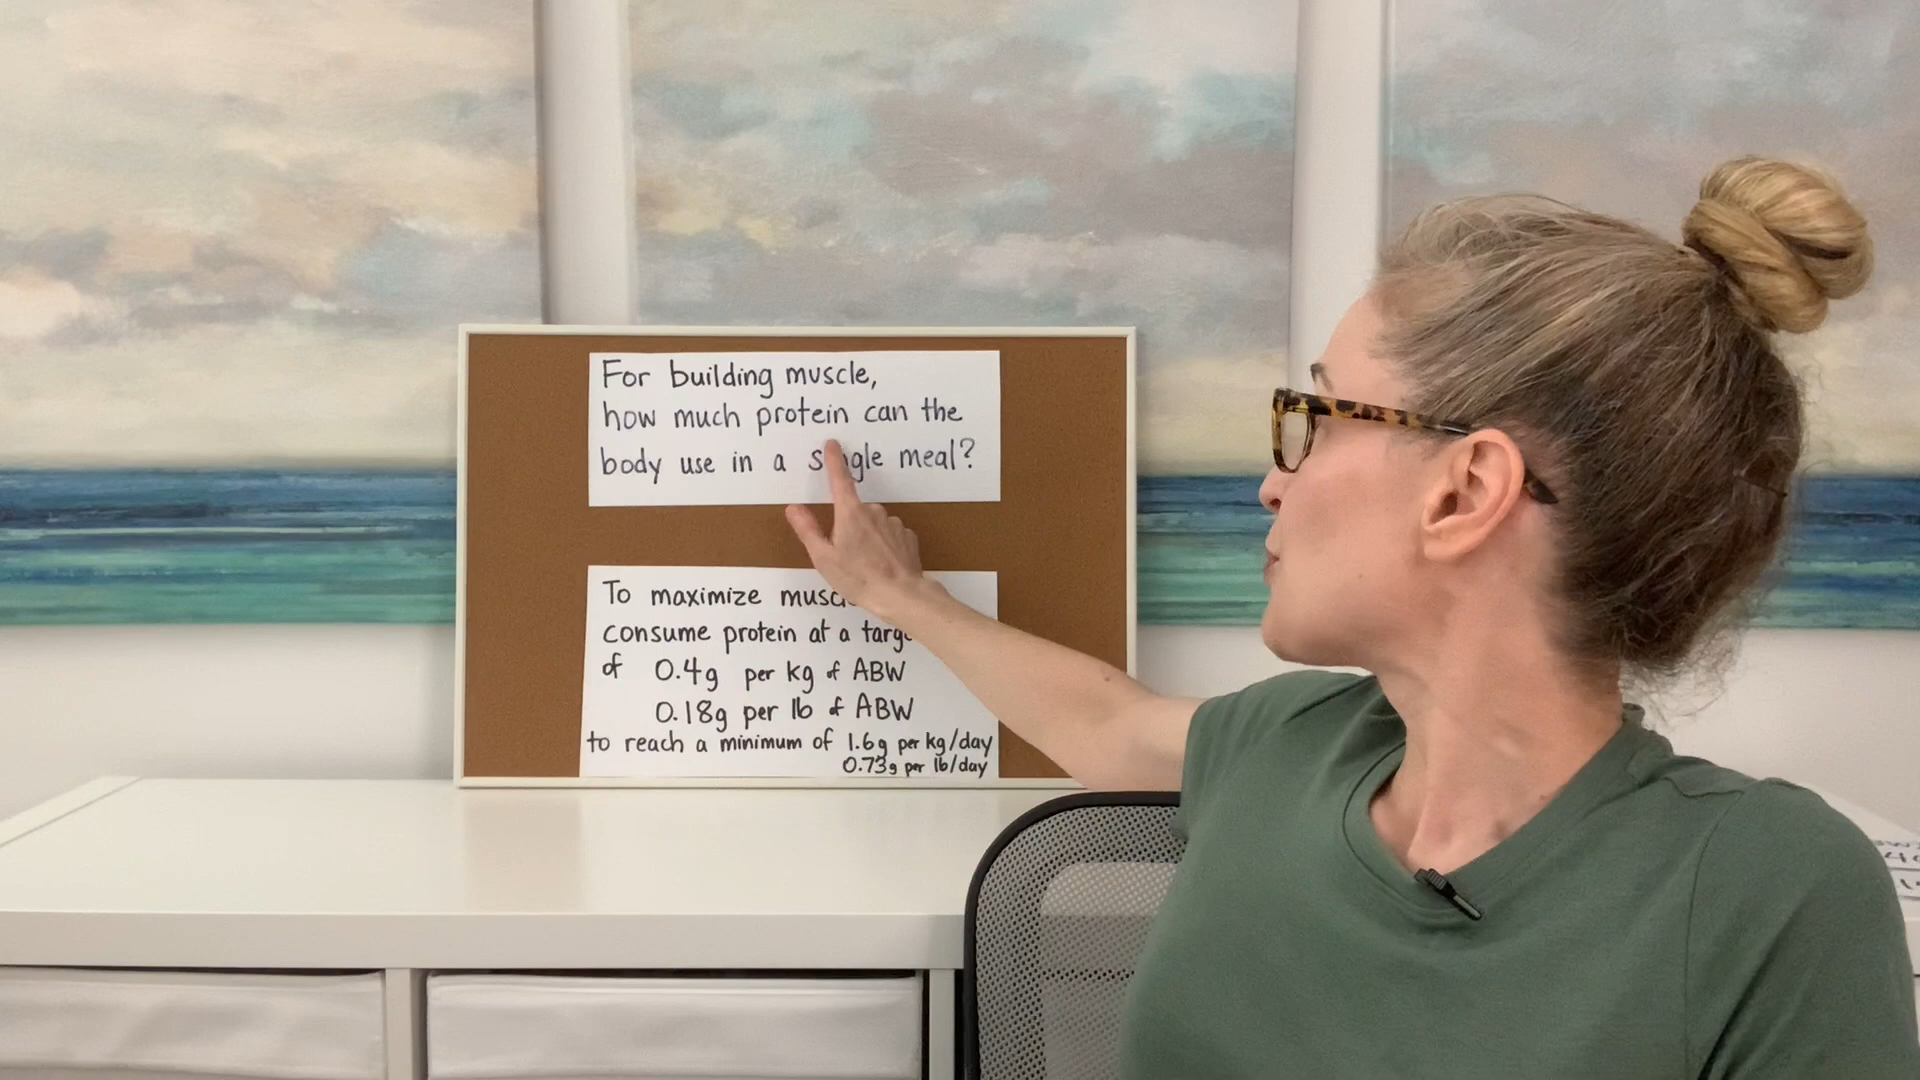 For building muscle,
how much protein can the
body use in a single meal?
To maximize
consume protein at a
of 0.4g per kg of ABW
0.18g per lb of ABW
to reach a minimum of 1.6g per kg/day
0.73g per lb/day